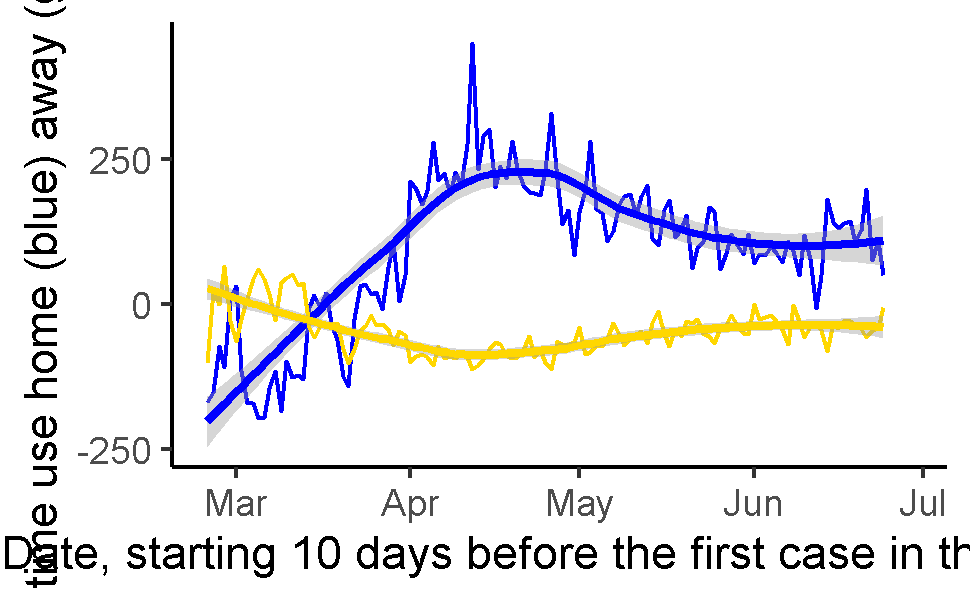 time use home (blue) away (
250
0
-250
Mar Apr May Jun Jul
Date, starting 10 days before the first case in th